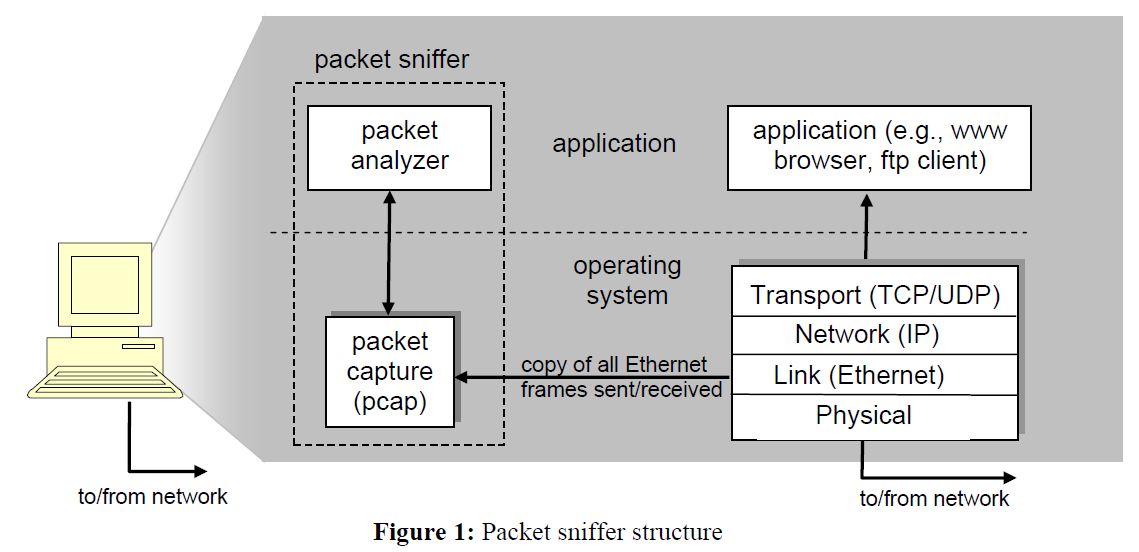 packet sniffer
packet
analyzer
application
application (e.g., www
browser, ftp client)
operating
system
packet
capture
(pcap)
copy of all Ethernet
frames sent/received
Transport (TCP/UDP)
Network (IP)
Link (Ethernet)
Physical
to/from network
to/from network
Figure 1: Packet sniffer structure